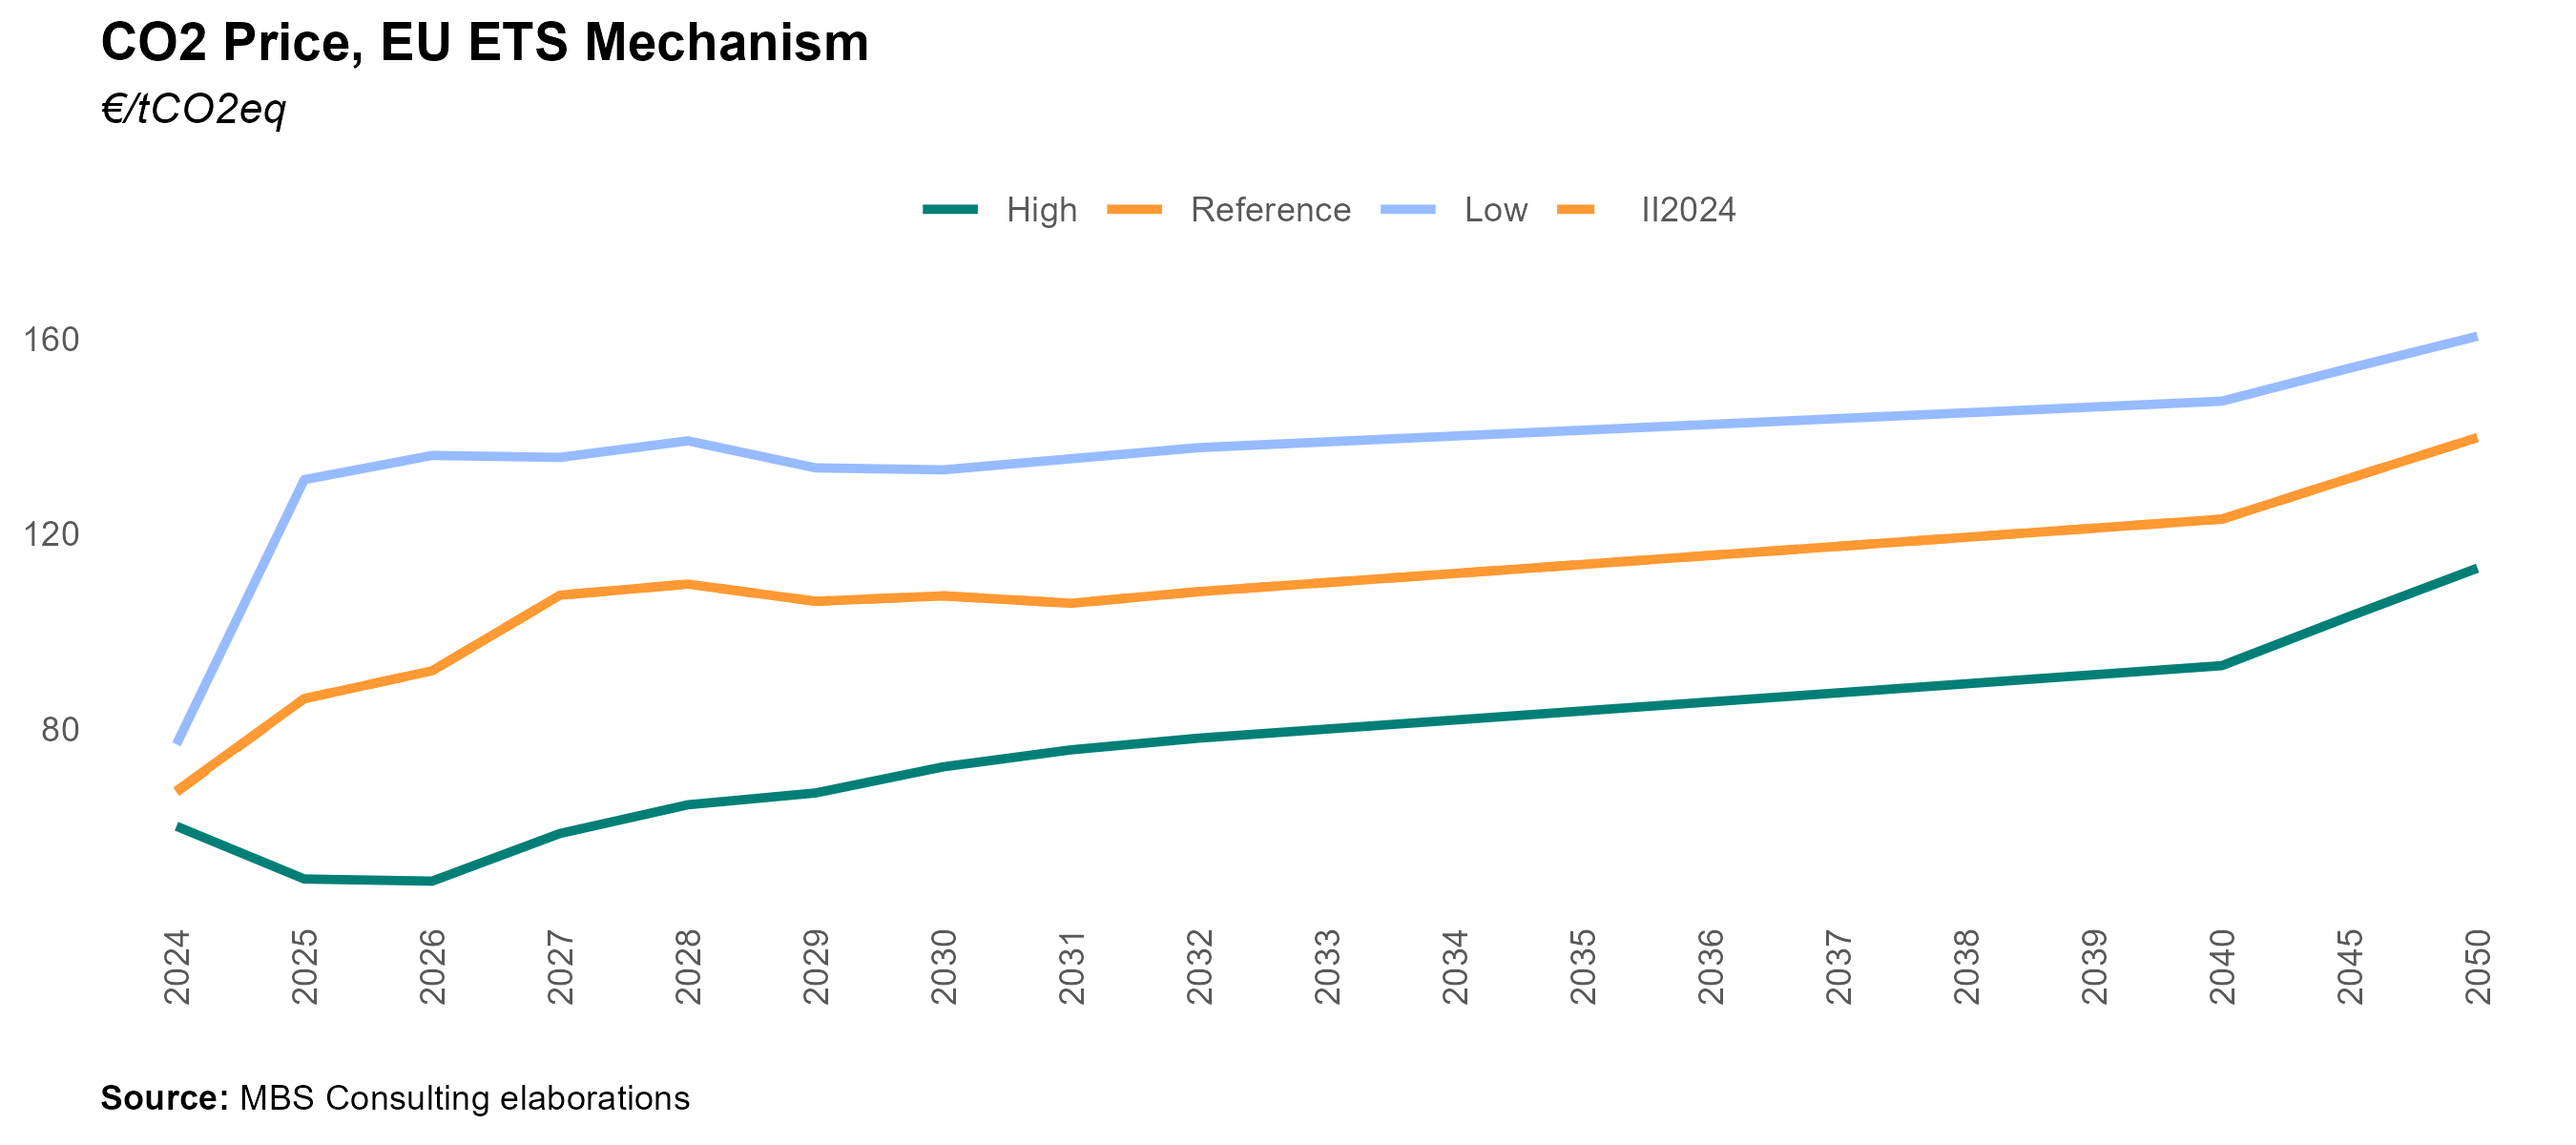 CO2 Price, EU ETS Mechanism
€/tCO2eq
High Reference Low II2024
160
120
80
2024 2025 2026 2027 2028 2029 2030 2031 2032 2033 2034 2035 2036 2037 2038 2039 2040 2045 2050
Source: MBS Consulting elaborations